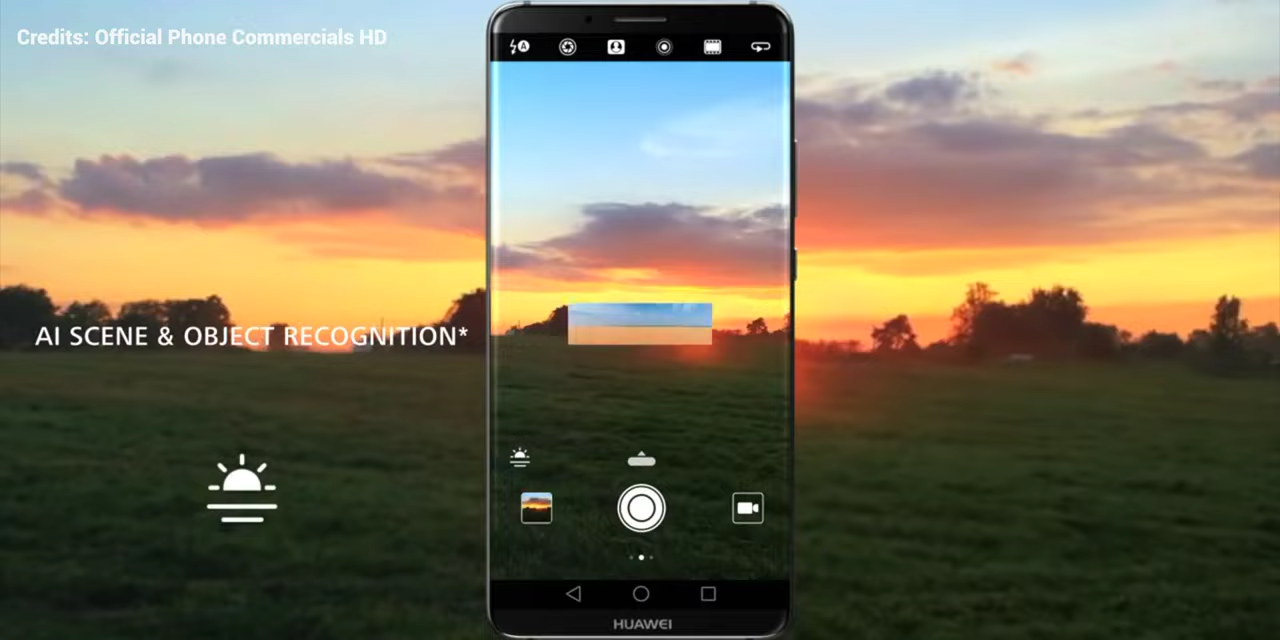 Credits: Official Phone Commercials HD
A
AI SCENE & OBJECT RECOGNITION*
HUAWEI